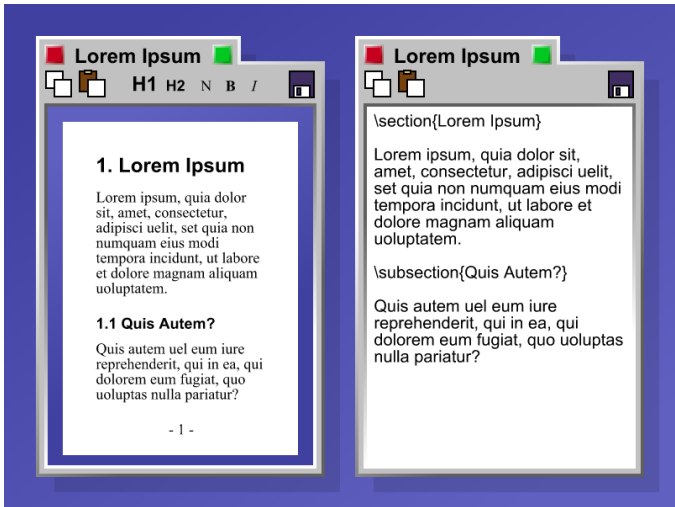 Lorem Ipsum
H1 H2 N B I
1. Lorem Ipsum
Lorem ipsum, quia dolor
sit, amet, consectetur,
adipisci uelit, set quia non
numquam eius modi
tempora incidunt, ut labore
et dolore magnam aliquam
uoluptatem.
1.1 Quis Autem?
Quis autem uel eum iure
reprehenderit, qui in ea, qui
dolorem eum fugiat, quo
uoluptas nulla pariatur?
- 1 -
Lorem Ipsum
\section{Lorem Ipsum}
Lorem ipsum, quia dolor sit,
amet, consectetur, adipisci uelit,
set quia non numquam eius modi
tempora incidunt, ut labore et
dolore magnam aliquam
uoluptatem.
\subsection{Quis Autem?}
Quis autem uel eum iure
reprehenderit, qui in ea, qui
dolorem eum fugiat, quo uoluptas
nulla pariatur?